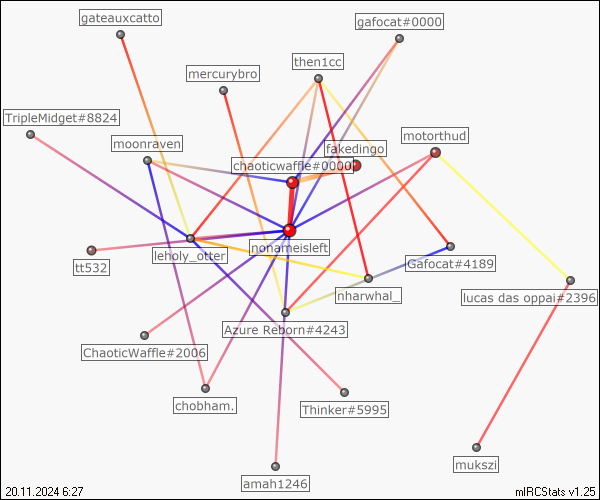 gateauxcatto
gafocat#0000
then1cc
mercurybro
TripleMidget#8824
motorthud
moonraven
fakedingo
chaoticwaffle#0000
nonameisleft
leholy_otter
Gafocat#4189
tt532
nharwhal_
lucas das oppai#2396
Azure Reborn#4243
ChaoticWaffle#2006
chobham.
Thinker#5995
mukszi
amah1246
20.11.2024 6:27
mIRCStats v1.25